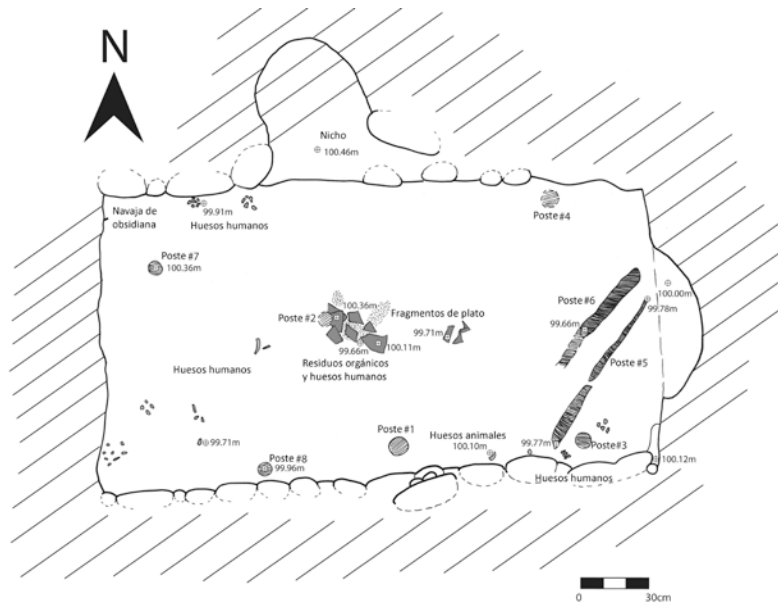 N
Nicho
100.46m
Navaja de
obsidiana
99.91m
Huesos humanos
Poste #4
Poste #7
100.36m
Poste #2
100.36m
Fragmentos de plato
99.71m
99.66m
100.11m
Residuos orgánicos
y huesos humanos
Poste #6
99.66m
100.00m
99.78m
Poste #5
Huesos humanos
99.71m
Poste #1
Poste #8
99.96m
Huesos animales
100.10m
99.77m
Poste #3
100.12m
Huesos humanos
0 30cm